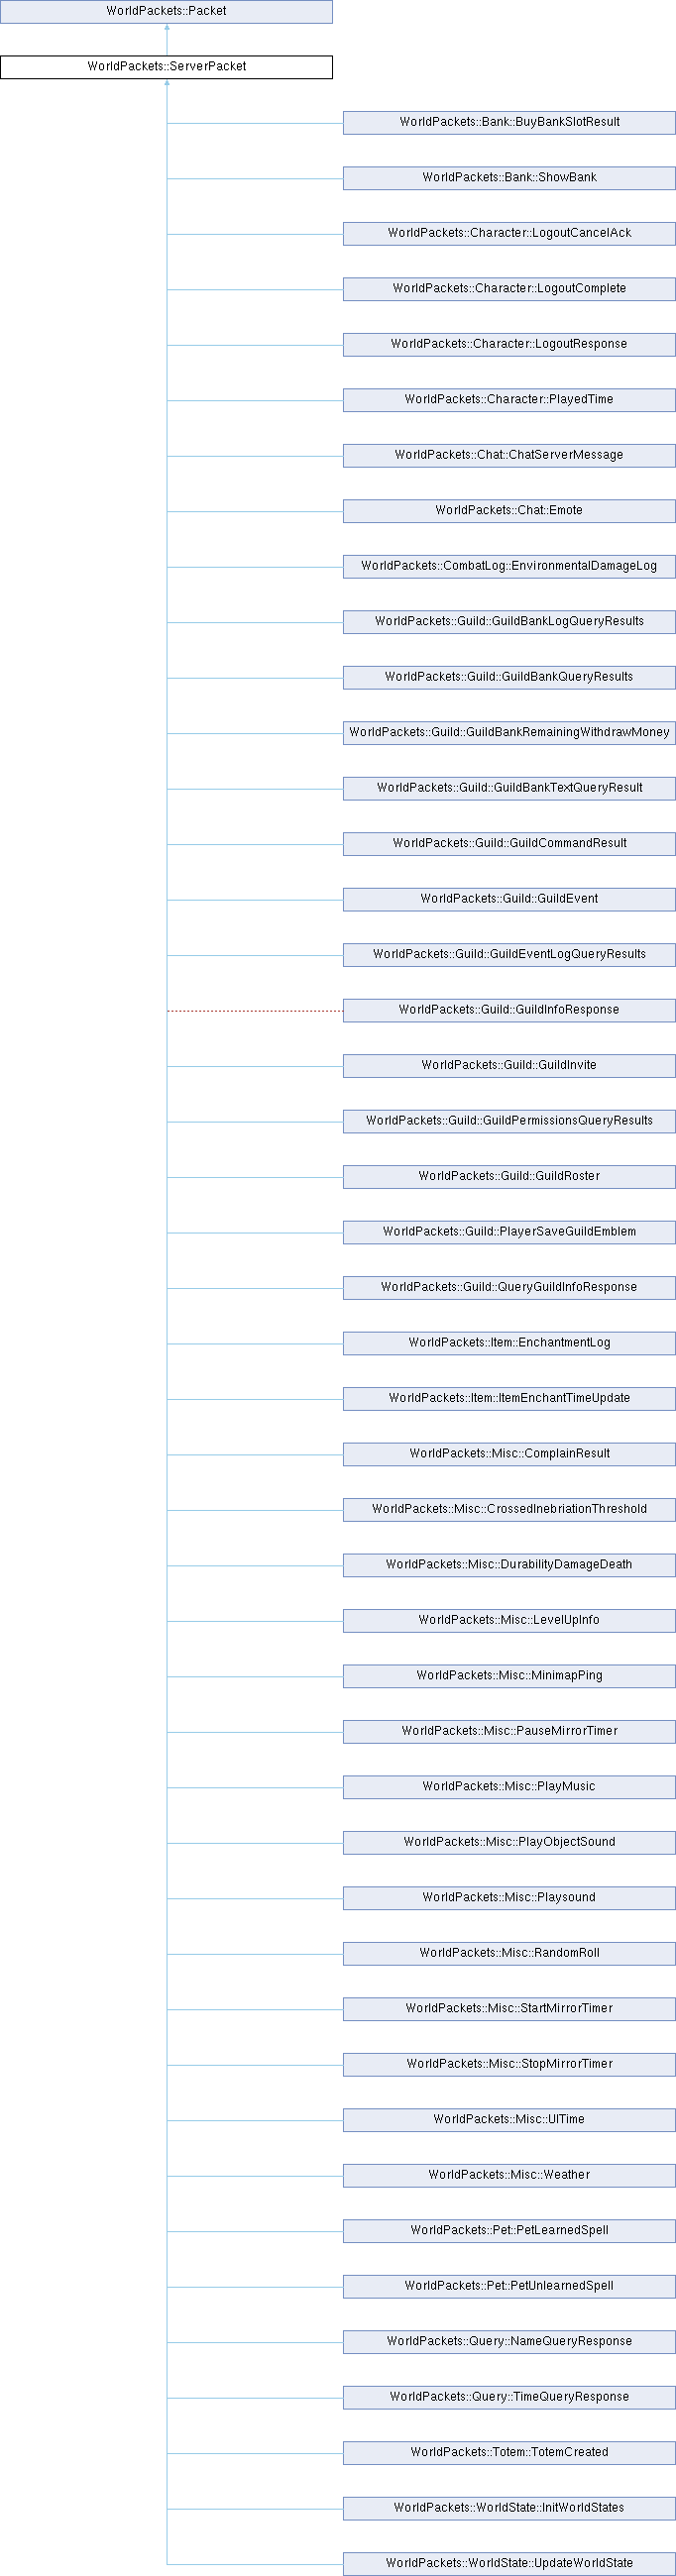 WorldPackets::Packet
WorldPackets::ServerPacket
WorldPackets::Bank::BuyBankSlotResult
WorldPackets::Bank::ShowBank
WorldPackets::Character::LogoutCancelAck
WorldPackets::Character::LogoutComplete
WorldPackets::Character::LogoutResponse
WorldPackets::Character::PlayedTime
WorldPackets::Chat::ChatServerMessage
WorldPackets::Chat::Emote
WorldPackets::CombatLog::EnvironmentalDamageLog
WorldPackets::Guild::GuildBankLogQueryResults
WorldPackets::Guild::GuildBankQueryResults
WorldPackets::Guild::GuildBankRemainingWithdrawMoney
WorldPackets::Guild::GuildBankTextQueryResult
WorldPackets::Guild::GuildCommandResult
WorldPackets::Guild::GuildEvent
WorldPackets::Guild::GuildEventLogQueryResults
WorldPackets::Guild::GuildInfoResponse
WorldPackets::Guild::GuildInvite
WorldPackets::Guild::GuildPermissionsQueryResults
WorldPackets::Guild::GuildRoster
WorldPackets::Guild::PlayerSaveGuildEmblem
WorldPackets::Guild::QueryGuildInfoResponse
WorldPackets::Item::EnchantmentLog
WorldPackets::Item::ItemEnchantTimeUpdate
WorldPackets::Misc::ComplainResult
WorldPackets::Misc::CrossedInebriationThreshold
WorldPackets::Misc::DurabilityDamageDeath
WorldPackets::Misc::LevelUpInfo
WorldPackets::Misc::MinimapPing
WorldPackets::Misc::PauseMirrorTimer
WorldPackets::Misc::PlayMusic
WorldPackets::Misc::PlayObjectSound
WorldPackets::Misc::Playsound
WorldPackets::Misc::RandomRoll
WorldPackets::Misc::StartMirrorTimer
WorldPackets::Misc::StopMirrorTimer
WorldPackets::Misc::UITime
WorldPackets::Misc::Weather
WorldPackets::Pet::PetLearnedSpell
WorldPackets::Pet::PetUnlearnedSpell
WorldPackets::Query::NameQueryResponse
WorldPackets::Query::TimeQueryResponse
WorldPackets::Totem::TotemCreated
WorldPackets::WorldState::InitWorldStates
WorldPackets::WorldState::UpdateWorldState